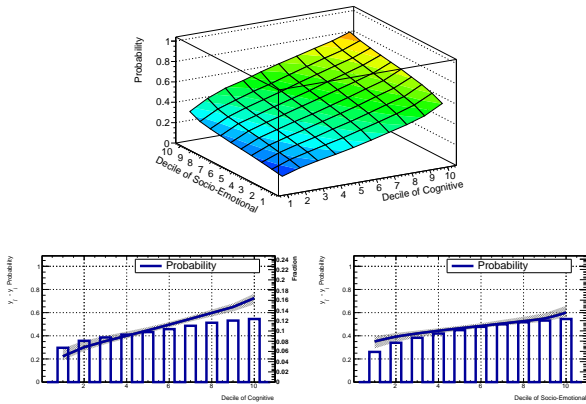 Probability
1
0.8
0.6
0.4
0.2
0
10 9 8 7 6 5 4 3 2 1
Decile of Socio-Emotional
1 2 3 4 5 6 7 8 9 10
Decile of Cognitive
Probability
Probability
1
0.8
0.6
0.4
0.2
0
2 4 6 8 10
Decile of Cognitive
0.24
0.22
0.2
0.18
0.16
0.14
0.12
0.1
0.08
0.06
0.04
0.02
0
Fraction
Probability
Probability
1
0.8
0.6
0.4
0.2
0
2 4 6 8 10
Decile of Socio-Emotional